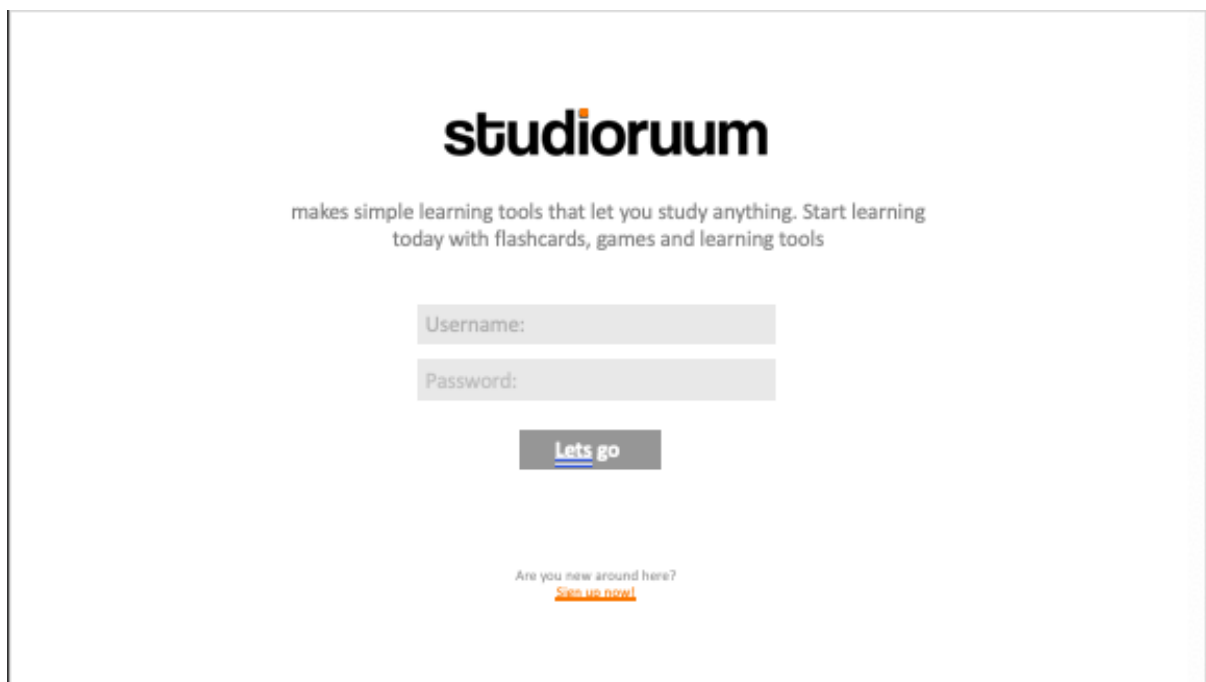 studioruum
makes simple learning tools that let you study anything. Start learning
today with flashcards, games and learning tools
Username:
Password:
Lets go
Are you new around here?
Sign up now!